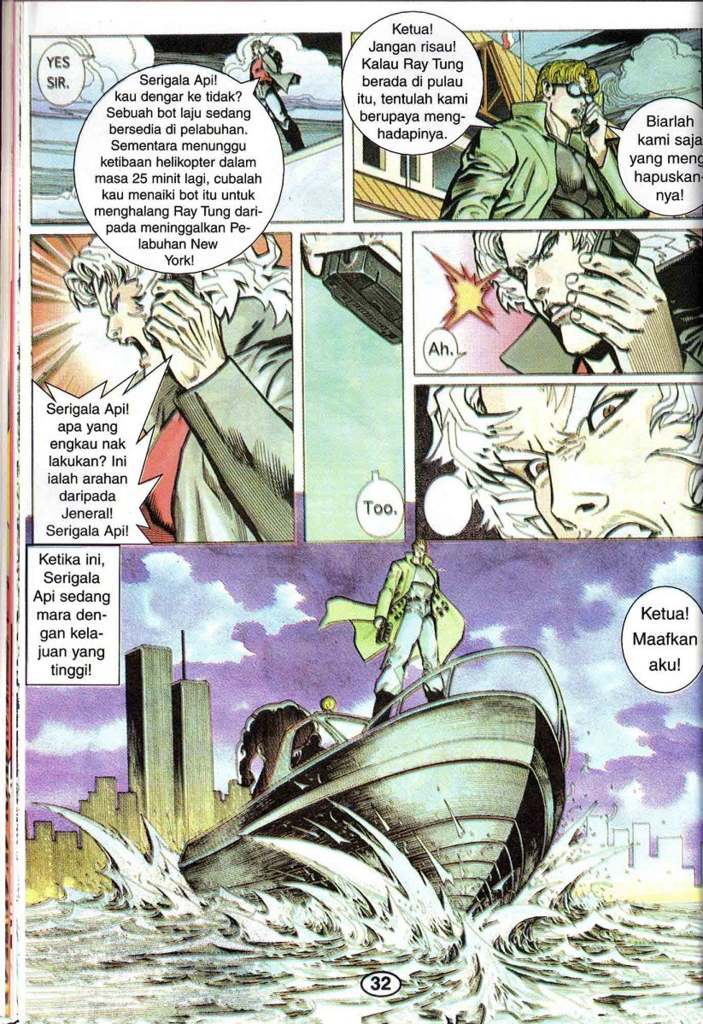 YES
SIR.
Serigala Api!
kau dengar ke tidak?
Sebuah bot laju sedang
bersedia di pelabuhan.
Sementara menunggu
ketibaan helikopter dalam
masa 25 minit lagi, cubalah
kau menaiki bot itu untuk
menghalang Ray Tung dari-
pada meninggalkan Pe-
labuhan New
York!
Ketua!
Jangan risau!
Kalau Ray Tung
berada di pulau
itu, tentulah kami
berupaya meng-
hadapinya.
Biarlah
kami saja
yang meng
hapuskan-
nya!
Serigala Api!
apa yang
engkau nak
lakukan? Ini
ialah arahan
daripada
Jeneral!
Serigala Api!
Too.
Ah.
Ketika ini,
Serigala
Api sedang
mara den-
gan kela-
juan yang
tinggi!
Ketua!
Maafkan
aku!
32